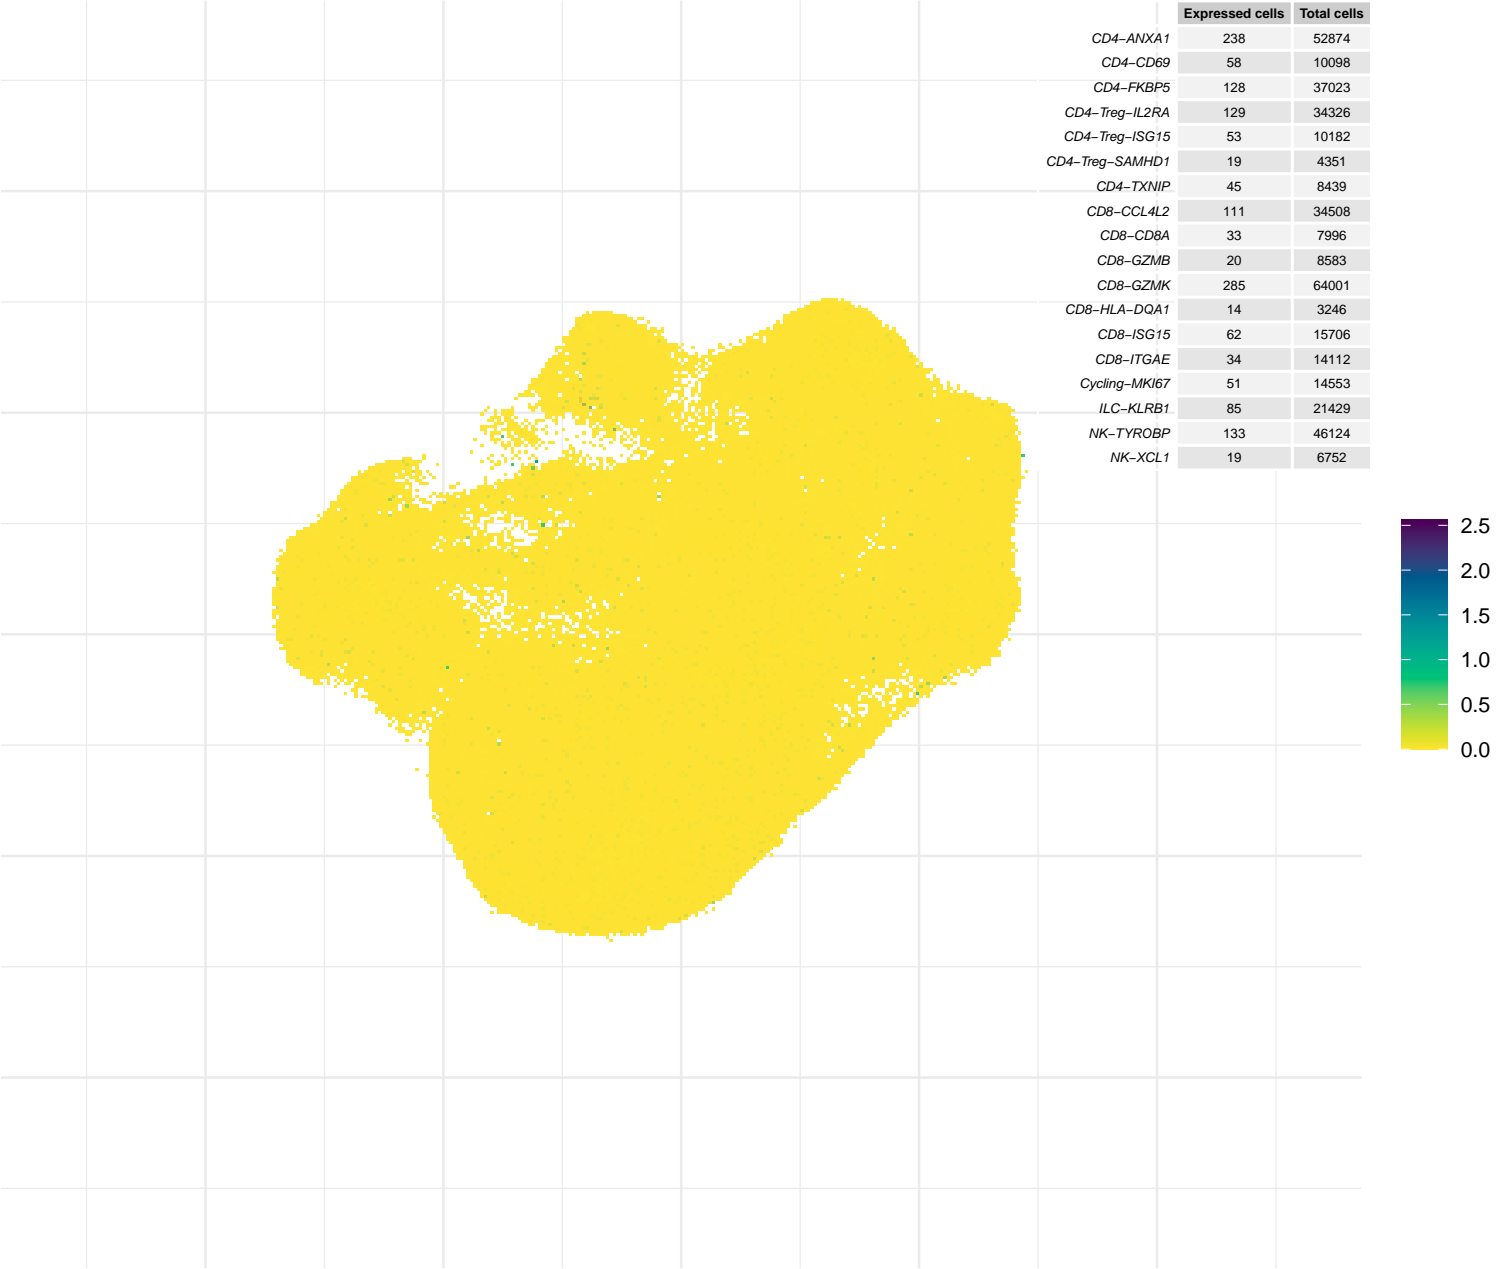 Expressed cells Total cells
CD4−ANXA1 238 52874
CD4−CD69 58 10098
CD4−FKBP5 128 37023
CD4−Treg−IL2RA 129 34326
CD4−Treg−ISG15 53 10182
CD4−Treg−SAMHD1 19 4351
CD4−TXNIP 45 8439
CD8−CCL4L2 111 34508
CD8−CD8A 33 7996
CD8−GZMB 20 8583
CD8−GZMK 285 64001
CD8−HLA−DQA1 14 3246
CD8−ISG15 62 15706
CD8−ITGAE 34 14112
Cycling−MKI67 51 14553
ILC−KLRB1 85 21429
NK−TYROBP 133 46124
NK−XCL1 19 6752
2.5
2.0
1.5
1.0
0.5
0.0